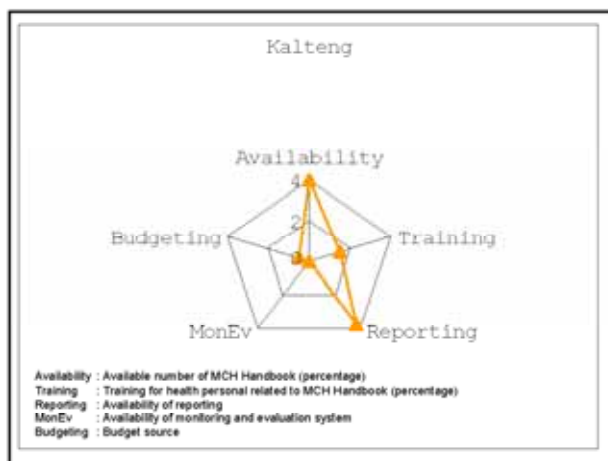 Kalteng
Availability
4
2
0
Budgeting
Training
MonEv
Reporting
Availability : Available number of MCH Handbook (percentage)
Training : Training for health personal related to MCH Handbook (percentage)
Reporting : Availability of reporting
MonEv : Availability of monitoring and evaluation system
Budgeting : Budget source